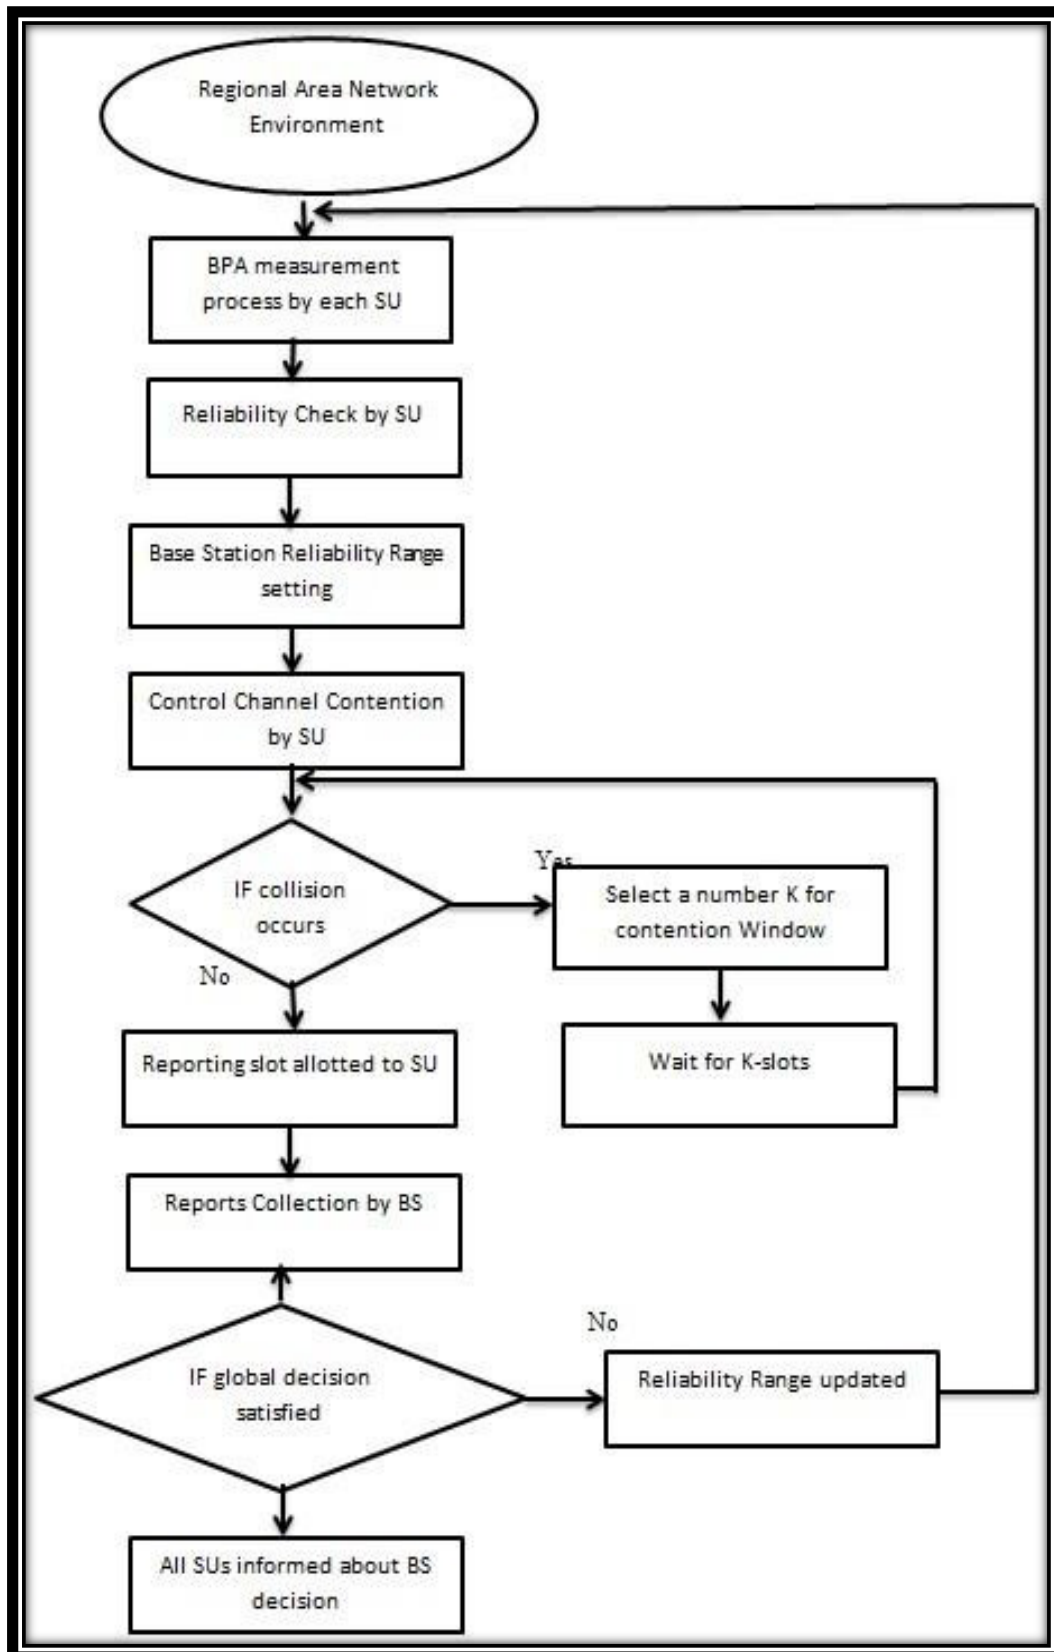 Regional Area Network
Environment
BPA measurement
process by each SU
Reliability Check by SU
Base Station Reliability Range
setting
Control Channel Contention
by SU
IF collision
occurs
Yes
Select a number K for
contention Window
No
Wait for K-slots
Reporting slot allotted to SU
Reports Collection by BS
IF global decision
satisfied
No
Reliability Range updated
All SUs informed about BS
decision